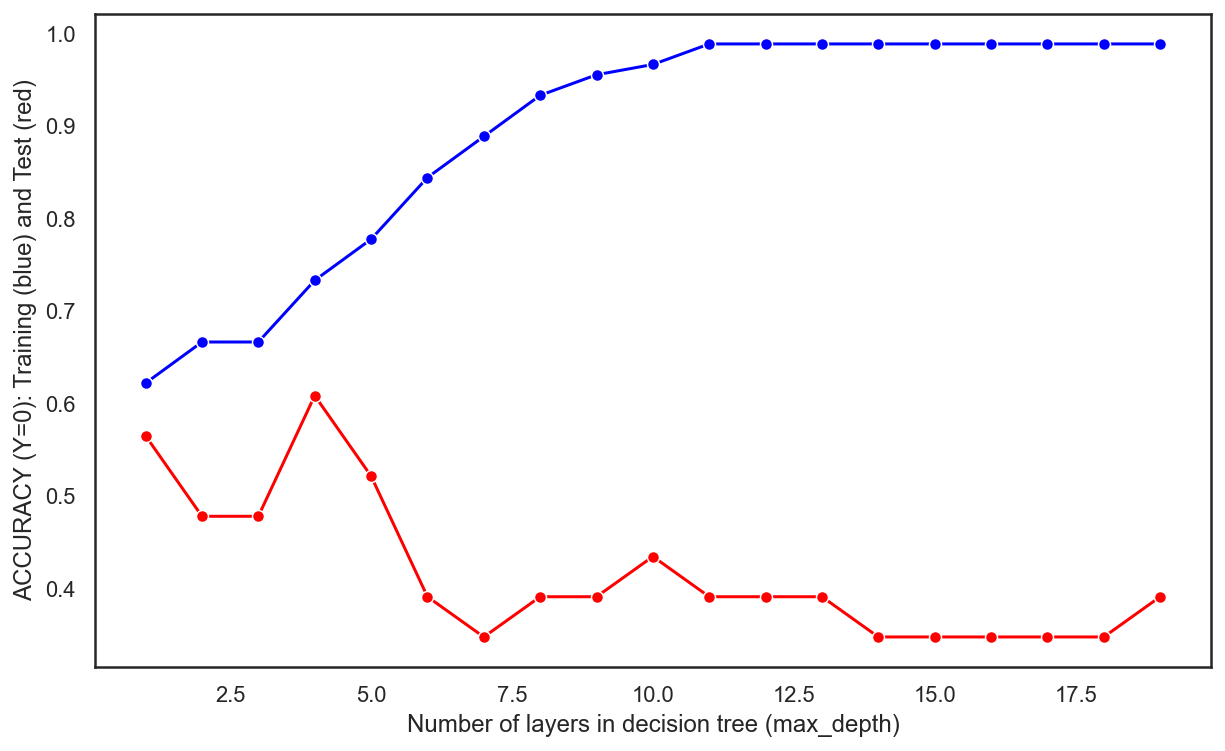 1.0
0.9
0.8
0.7
0.6
0.5
0.4
ACCURACY (Y=0): Training (blue) and Test (red)
2.5 5.0 7.5 10.0 12.5 15.0 17.5
Number of layers in decision tree (max_depth)